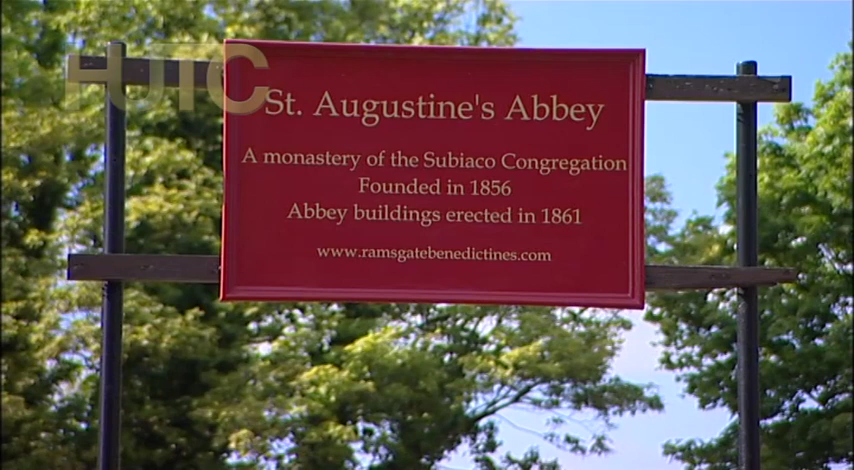 HUTC
St. Augustine's Abbey
A monastery of the Subiaco Congregation
Founded in 1856
Abbey buildings erected in 1861
www.ramsgatebenedictines.com